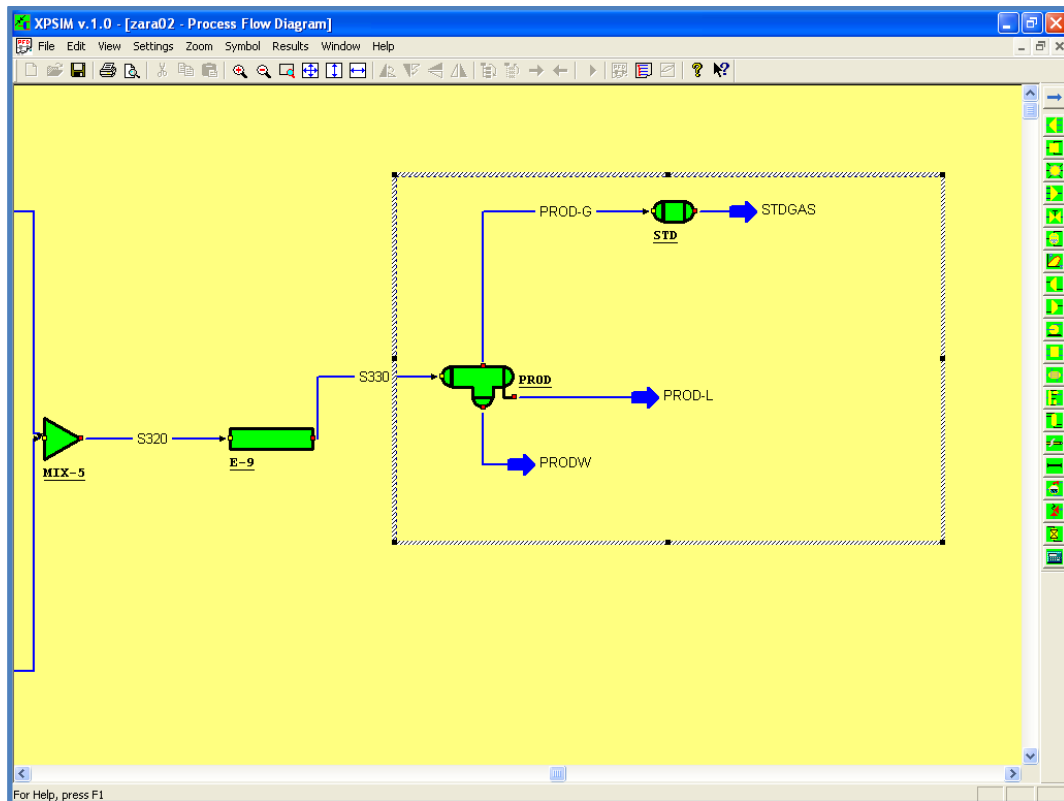 XPSIM v.1.0 - [zara02 - Process Flow Diagram]
File Edit View Settings Zoom Symbol Results Window Help
PROD-G
STDGAS
STD
S330
PROD
PROD-L
S320
MIX-5
E-9
PRODW
For Help, press F1